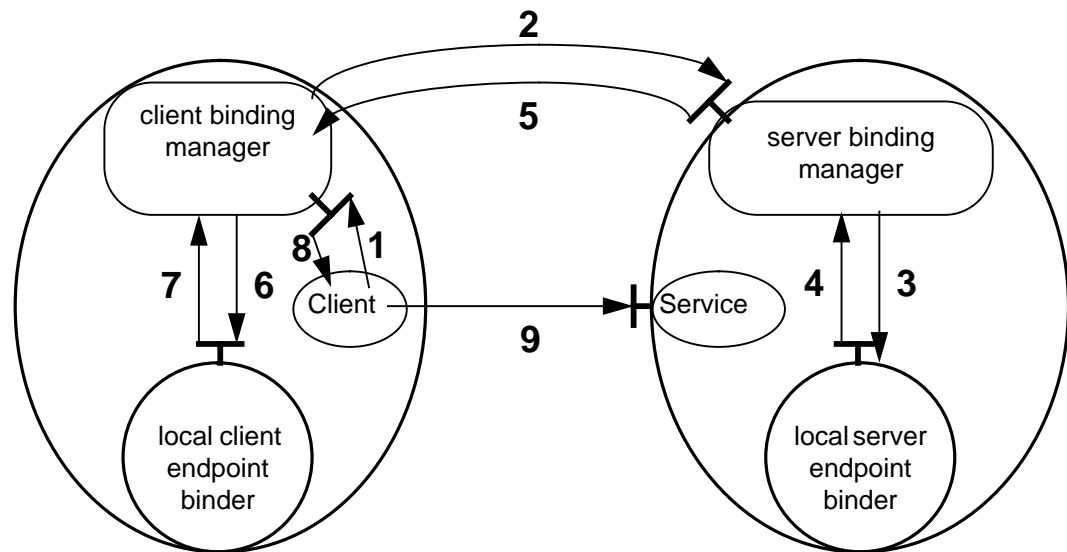 2
client binding
manager
5
server binding
manager
8
1
7
6
Client
9
Service
4
3
local client
endpoint
binder
local server
endpoint
binder